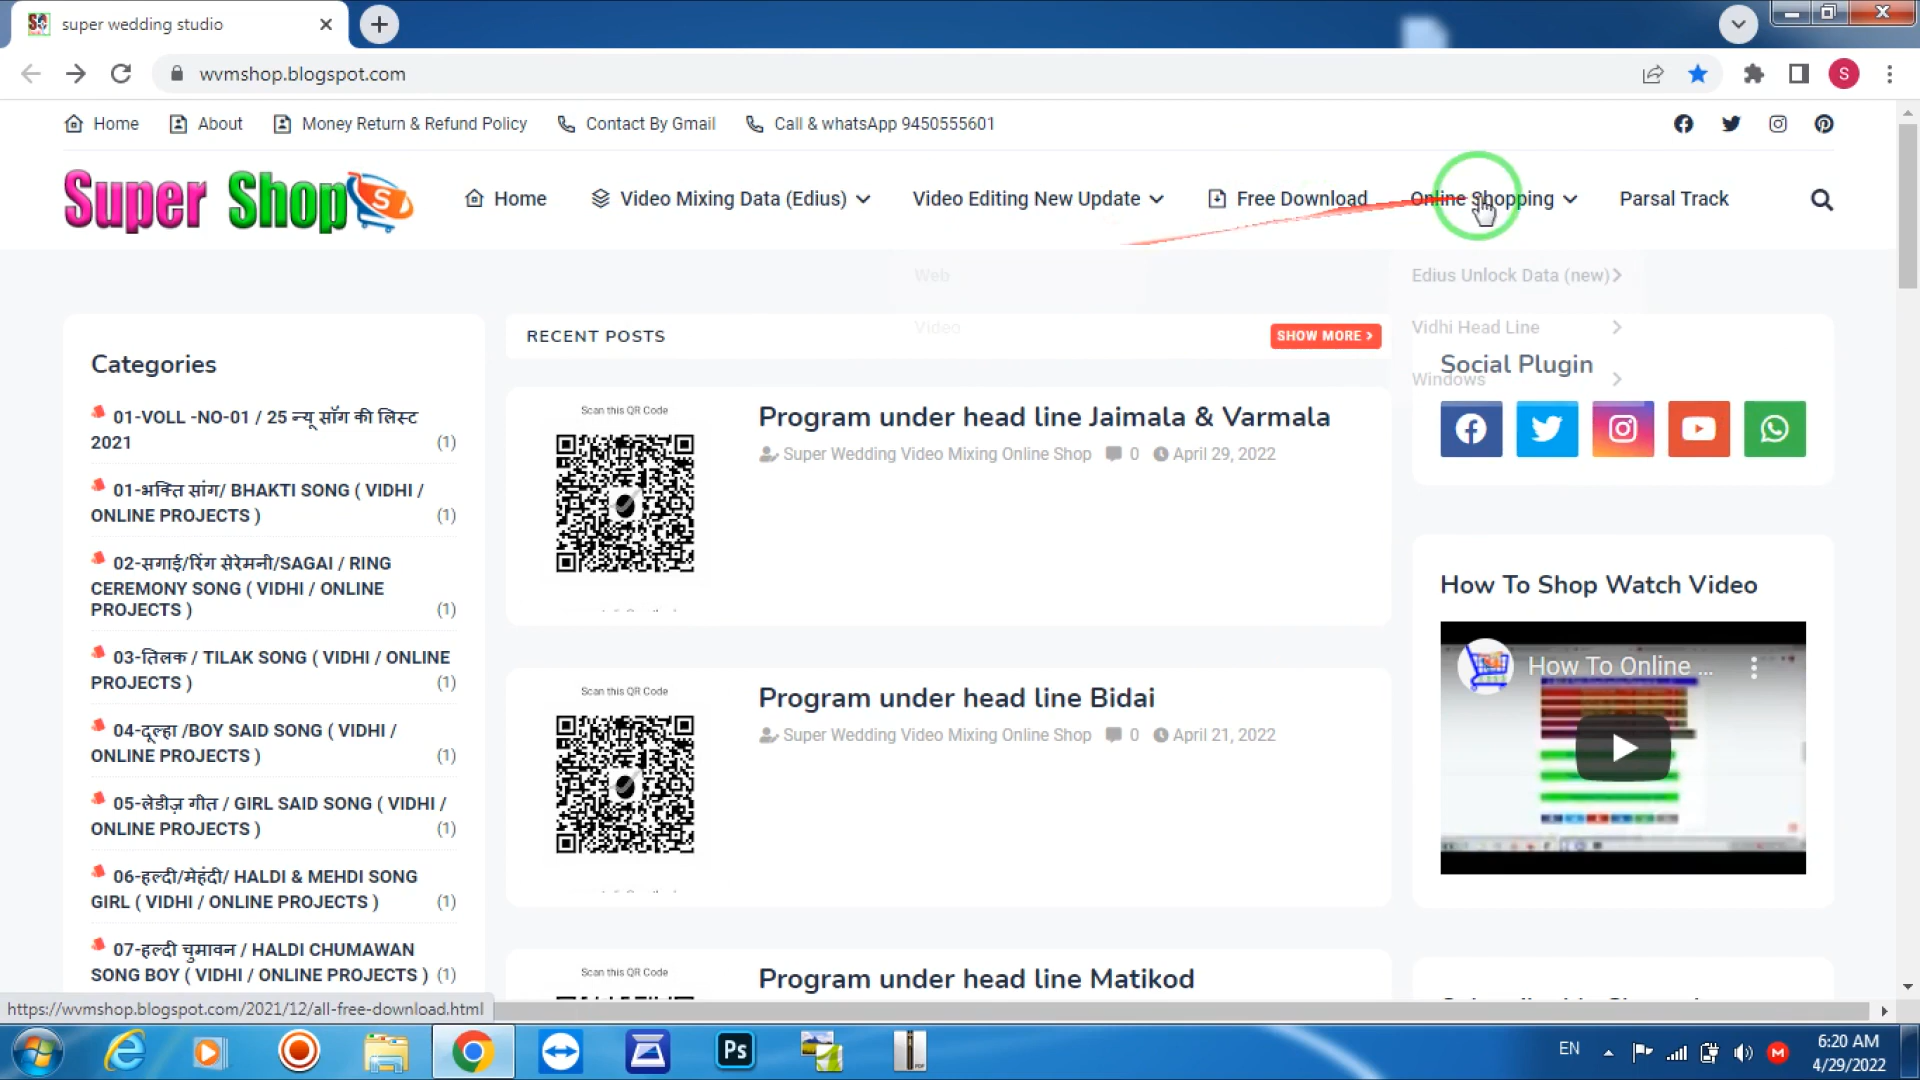 super wedding studio
wvmshop.blogspot.com
S
Home
About
Money Return & Refund Policy
Contact By Gmail
Call & whatsApp 9450555601
Super Shop S
Home
Video Mixing Data (Edius)
Video Editing New Update
Free Download
Online Shopping
Parsal Track
Web
Video
Edius Unlock Data (new)
Vidhi Head Line
Windows
Categories
01-VOLL -NO-01 / 25 न्यू सॉंग की लिस्ट
2021 (1)
01-भक्ति सांग/ BHAKTI SONG ( VIDHI /
ONLINE PROJECTS ) (1)
02-सगाई/रिंग सेरेमनी/SAGAI / RING
CEREMONY SONG ( VIDHI / ONLINE
PROJECTS ) (1)
03-तिलक / TILAK SONG ( VIDHI / ONLINE
PROJECTS ) (1)
04-दूल्हा /BOY SAID SONG ( VIDHI /
ONLINE PROJECTS ) (1)
05-लेडीज़ गीत / GIRL SAID SONG ( VIDHI /
ONLINE PROJECTS ) (1)
06-हल्दी/मेहंदी/ HALDI & MEHDI SONG
GIRL ( VIDHI / ONLINE PROJECTS ) (1)
07-हल्दी चुमावन / HALDI CHUMAWAN
SONG BOY ( VIDHI / ONLINE PROJECTS ) (1)
RECENT POSTS
SHOW MORE >
Scan this QR Code
Program under head line Jaimala & Varmala
Super Wedding Video Mixing Online Shop 0 April 29, 2022
Scan this QR Code
Program under head line Bidai
Super Wedding Video Mixing Online Shop 0 April 21, 2022
Scan this QR Code
Program under head line Matikod
Social Plugin
How To Shop Watch Video
How To Online ...
https://wvmshop.blogspot.com/2021/12/all-free-download.html
Ps
EN
M
6:20 AM
4/29/2022